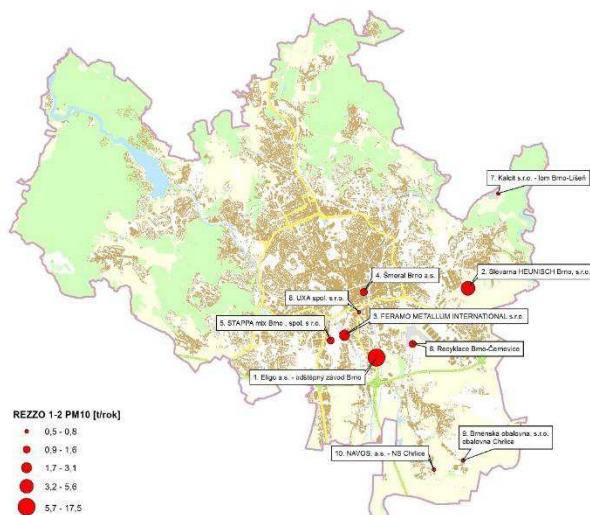 7. Kalcit s.r.o. - lom Brno-Líšeň
2. Slevarna HEUNISCH Brno, s.r.o.
4. Šmeral Brno a.s.
6. UXA spol. s.r.o.
3. FERAMO METALLUM INTERNATIONAL s.r.o.
5. STAPPA mix Brno , spol. s r.o.
8. Recyklace Brno-Černovice
1. Eligo a.s. - odštěpný závod Brno
9. Brnenska obalovna, s.r.o.
obalovna Chrlice
10. NAVOS, a.s. - NS Chrlice
REZZO 1-2 PM10 [t/rok]
0,5 - 0,8
0,9 - 1,6
1,7 - 3,1
3,2 - 5,6
5,7 - 17,5